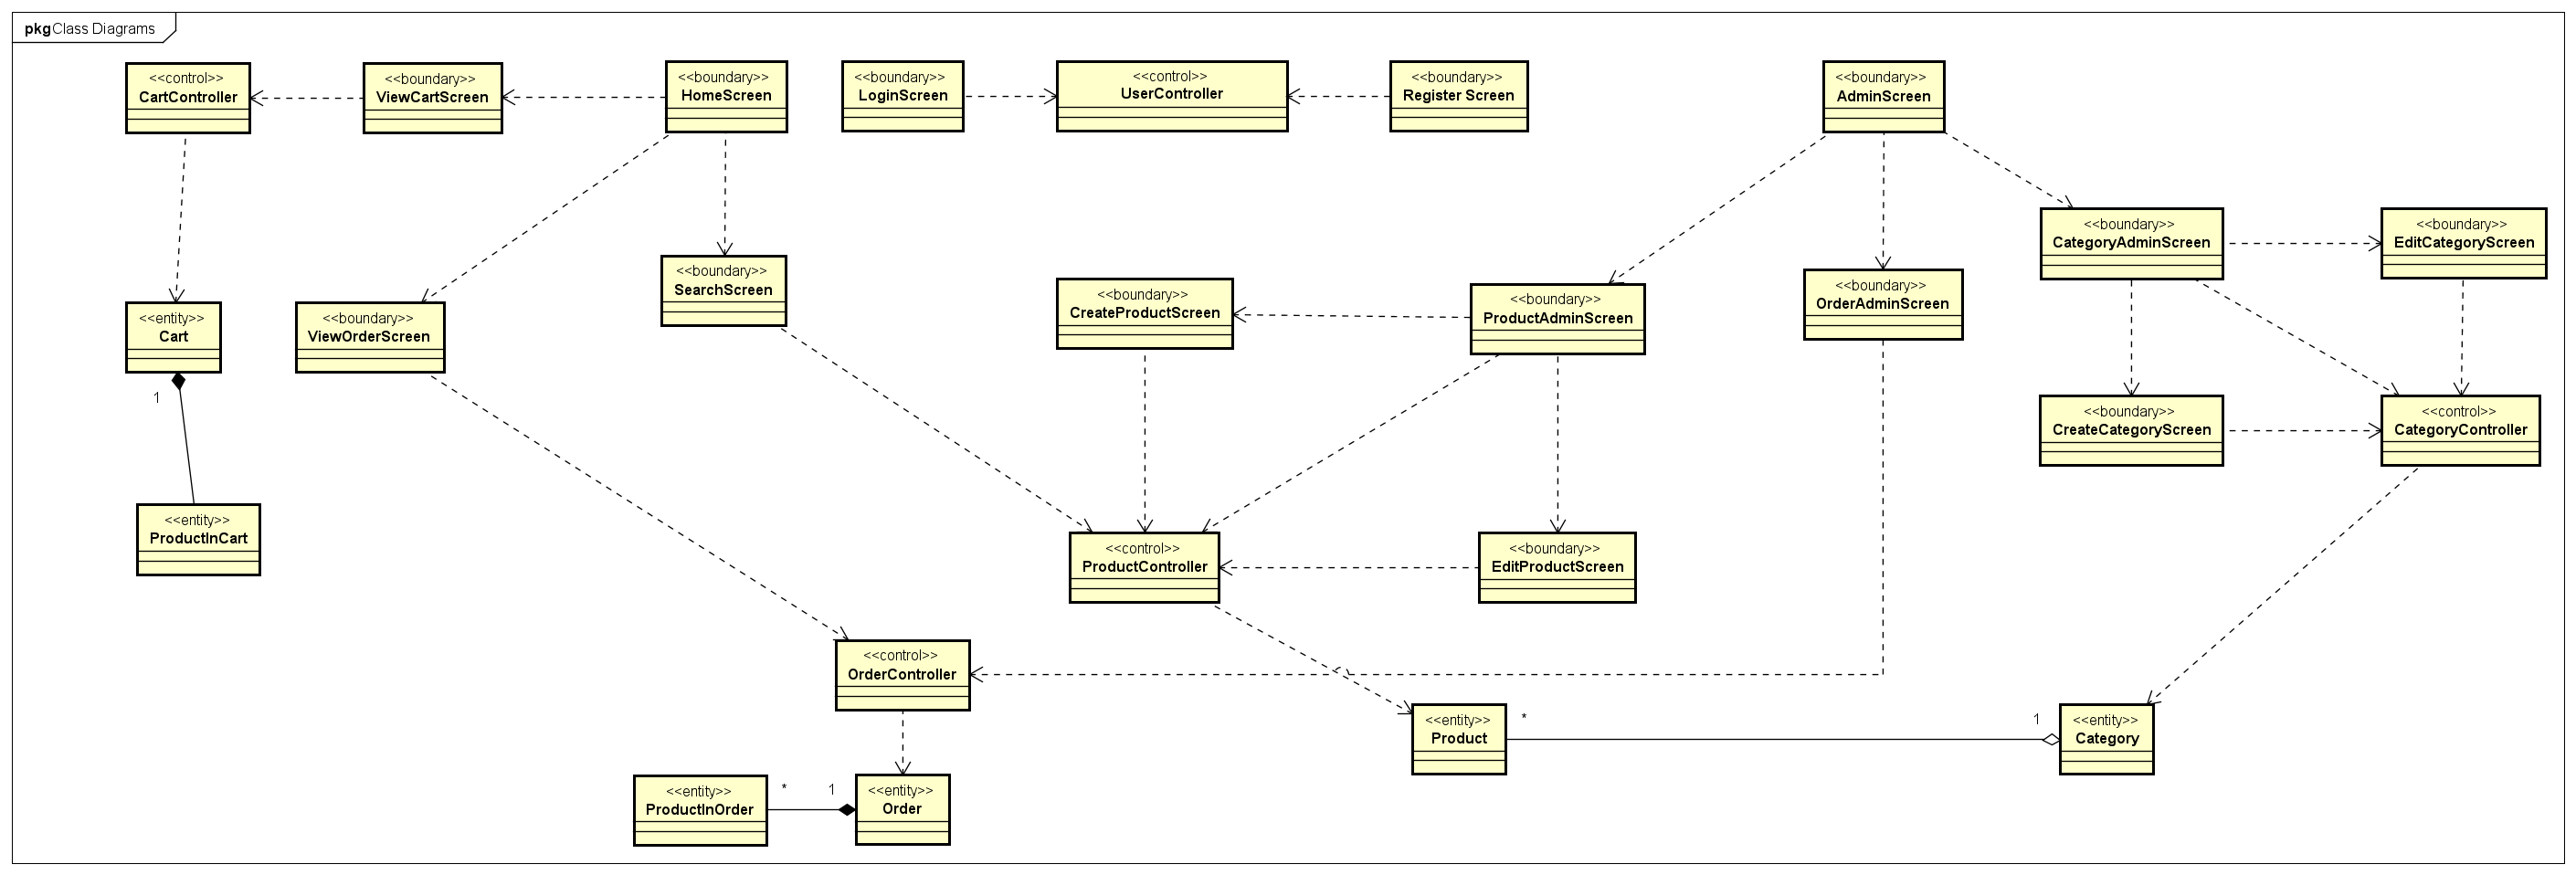 pkg Class Diagrams
<<control>>
CartController
<<boundary>>
ViewCartScreen
<<boundary>>
HomeScreen
<<boundary>>
LoginScreen
<<control>>
UserController
<<boundary>>
Register Screen
<<boundary>>
AdminScreen
<<boundary>>
CategoryAdminScreen
<<boundary>>
EditCategoryScreen
<<boundary>>
SearchScreen
<<boundary>>
CreateProductScreen
<<boundary>>
ProductAdminScreen
<<boundary>>
OrderAdminScreen
<<entity>>
Cart
1
<<boundary>>
ViewOrderScreen
<<boundary>>
CreateCategoryScreen
<<control>>
CategoryController
<<entity>>
ProductInCart
<<control>>
ProductController
<<boundary>>
EditProductScreen
<<control>>
OrderController
<<entity>>
Product
*
1
<<entity>>
Category
<<entity>>
ProductInOrder
*
1
<<entity>>
Order